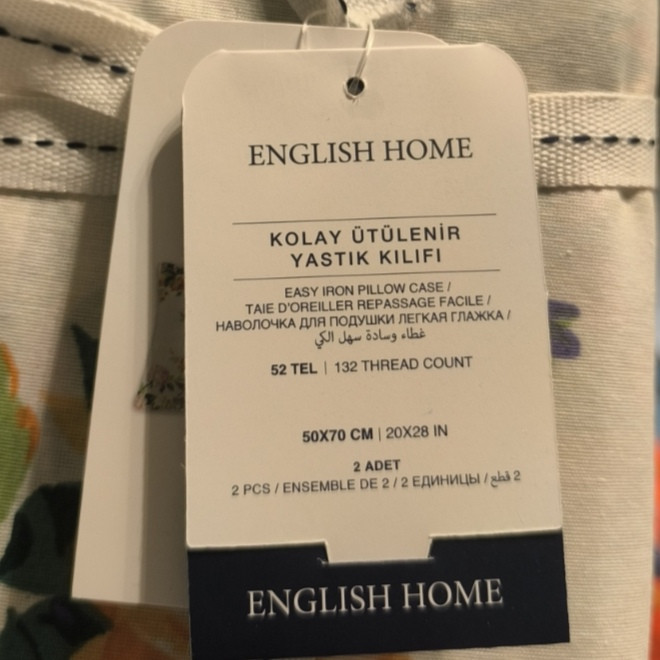 ENGLISH HOME
KOLAY ÜTÜLENİR
YASTIK KILIFI
EASY IRON PILLOW CASE /
TAIE D'OREILLER REPASSAGE FACILE /
НАВОЛОЧКА ДЛЯ ПОДУШКИ ЛЕГКАЯ ГЛАЖКА /
غطاء وسادة سهل الكي
52 TEL | 132 THREAD COUNT
50X70 CM | 20X28 IN
2 ADET
2 PCS / ENSEMBLE DE 2 / 2 ЕДИНИЦЫ / 2 قطع
ENGLISH HOME